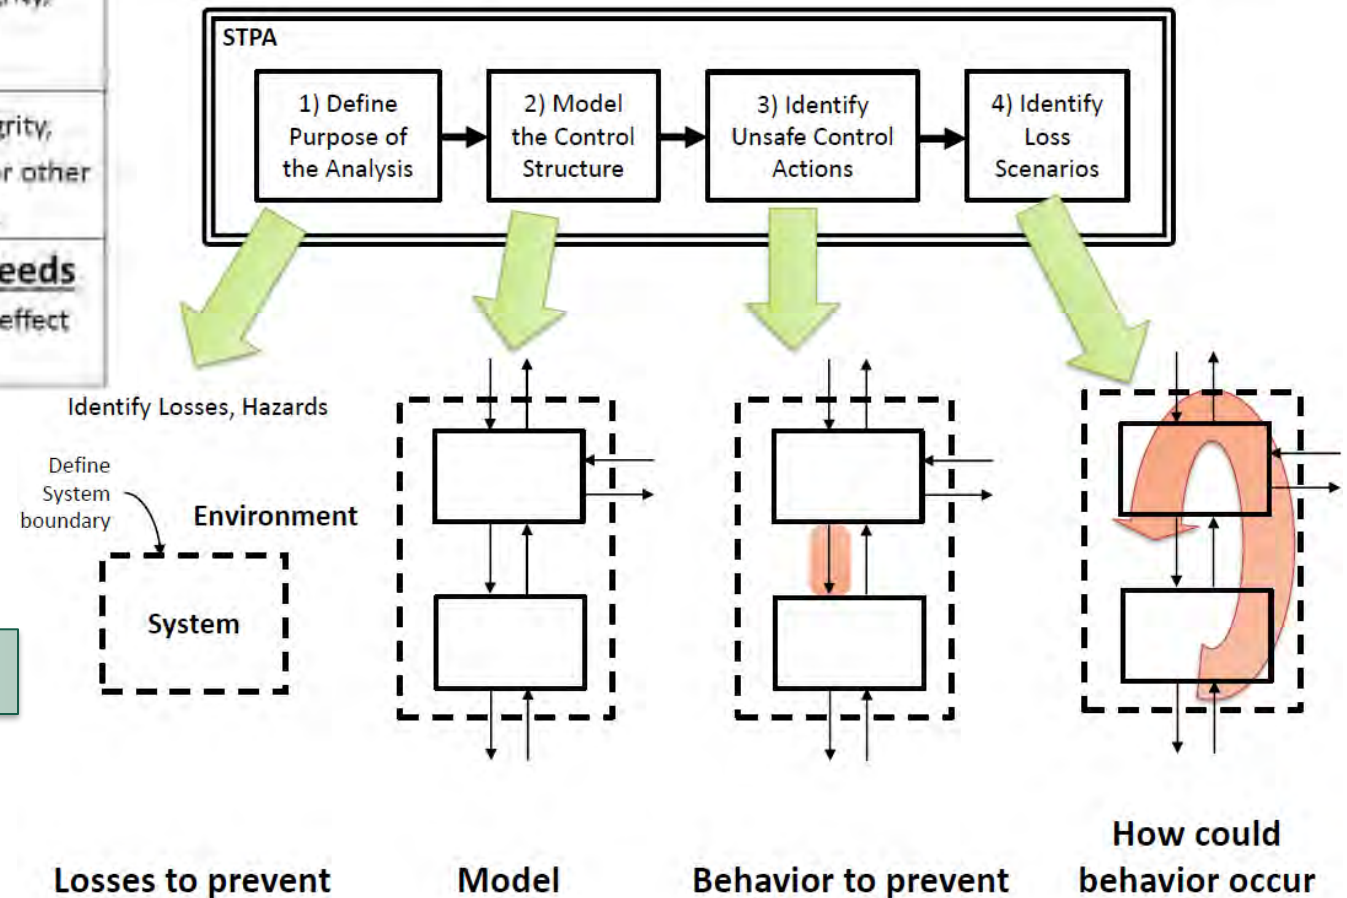 grity,
r other
eeds
effect
STPA
1) Define
Purpose of
the Analysis
2) Model
the Control
Structure
3) Identify
Unsafe Control
Actions
4) Identify
Loss
Scenarios
Identify Losses, Hazards
Define
System
boundary
Environment
System
Losses to prevent
Model
Behavior to prevent
How could
behavior occur